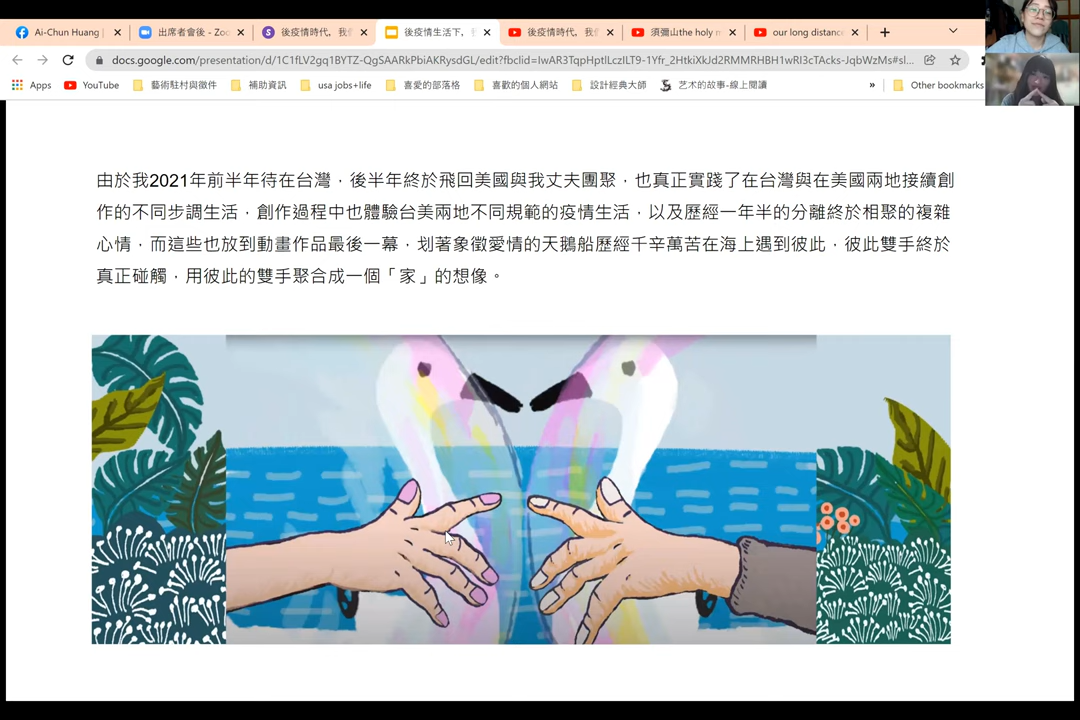 Ai-Chun Huang
出席者會後 - Zoo
後疫情時代，我
後疫情生活下，
後疫情時代，我
須彌山the holy m
our long distanc
docs.google.com/presentation/d/1C1fLV2gq1BYTZ-QgSAARkPbiAKRysdGL/edit?fbclid=IwAR3TqpHptlLczILT9-1Yfr_2HtkiXkJd2RMMRHBH1wRI3cTAcks-JqbWzMs#sl...
Apps
YouTube
藝術駐村與徵件
補助資訊
usa jobs+life
喜愛的部落格
喜歡的個人網站
設計經典大師
艺术的故事-线上閱讀
»
Other bookmarks
由於我2021年前半年待在台灣，後半年終於飛回美國與我丈夫團聚，也真正實踐了在台灣與在美國兩地接續創
作的不同步調生活，創作過程中也體驗台美兩地不同規範的疫情生活，以及歷經一年半的分離終於相聚的複雜
心情，而這些也放到動畫作品最後一幕，划著象徵愛情的天鵝船歷經千辛萬苦在海上遇到彼此，彼此雙手終於
真正碰觸，用彼此的雙手聚合成一個「家」的想像。